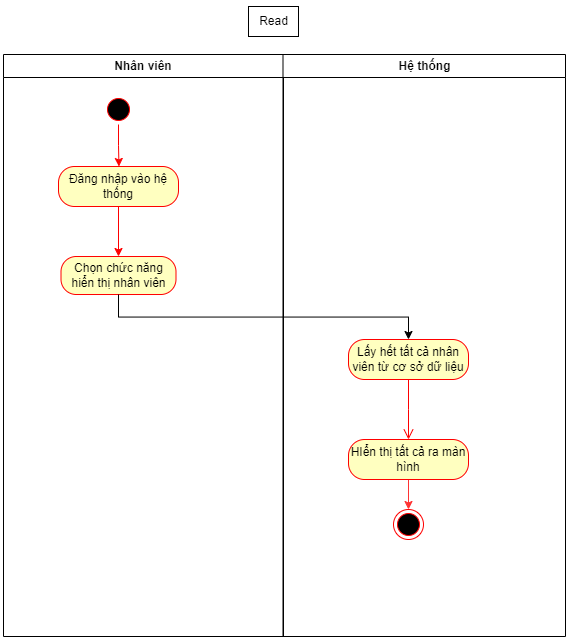 Read
Nhân viên
Hệ thống
Đăng nhập vào hệ
thống
Chọn chức năng
hiển thị nhân viên
Lấy hết tất cả nhân
viên từ cơ sở dữ liệu
HIển thị tất cả ra màn
hình